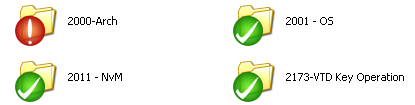 2000-Arch
2001 - OS
2011 - NvM
2173-VTD Key Operation